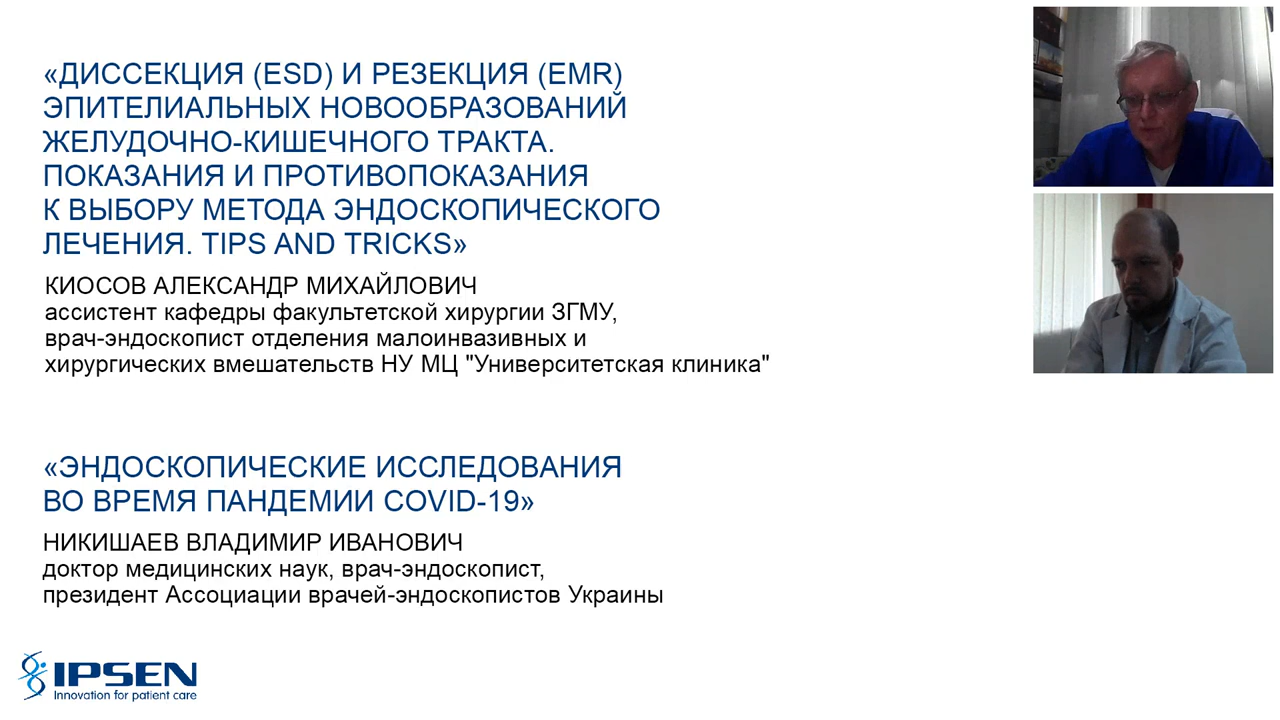 «ДИССЕКЦИЯ (ESD) И РЕЗЕКЦИЯ (EMR)
ЭПИТЕЛИАЛЬНЫХ НОВООБРАЗОВАНИЙ
ЖЕЛУДОЧНО-КИШЕЧНОГО ТРАКТА.
ПОКАЗАНИЯ И ПРОТИВОПОКАЗАНИЯ
К ВЫБОРУ МЕТОДА ЭНДОСКОПИЧЕСКОГО
ЛЕЧЕНИЯ. TIPS AND TRICKS»
КИОСОВ АЛЕКСАНДР МИХАЙЛОВИЧ
ассистент кафедры факультетской хирургии ЗГМУ,
врач-эндоскопист отделения малоинвазивных и
хирургических вмешательств НУ МЦ "Университетская клиника"
«ЭНДОСКОПИЧЕСКИЕ ИССЛЕДОВАНИЯ
ВО ВРЕМЯ ПАНДЕМИИ COVID-19»
НИКИШАЕВ ВЛАДИМИР ИВАНОВИЧ
доктор медицинских наук, врач-эндоскопист,
президент Ассоциации врачей-эндоскопистов Украины
IPSEN
Innovation for patient care